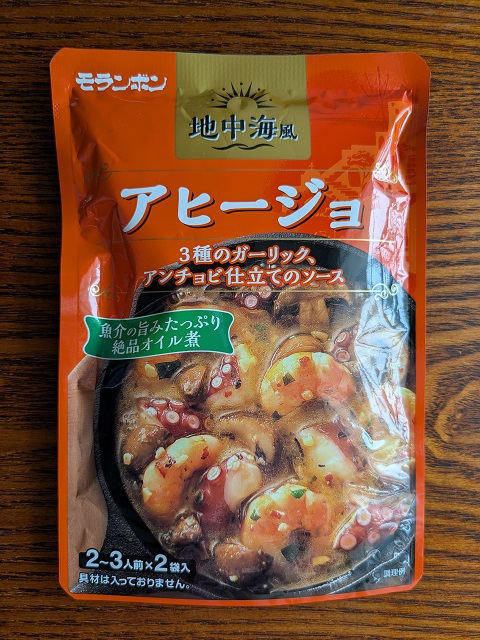 モランボン
地中海風
アヒージョ
3種のガーリック、
アンチョビ仕立てのソース
魚介の旨みたっぷり
絶品オイル煮
2~3人前×2袋入
具材は入っておりません。
調理例